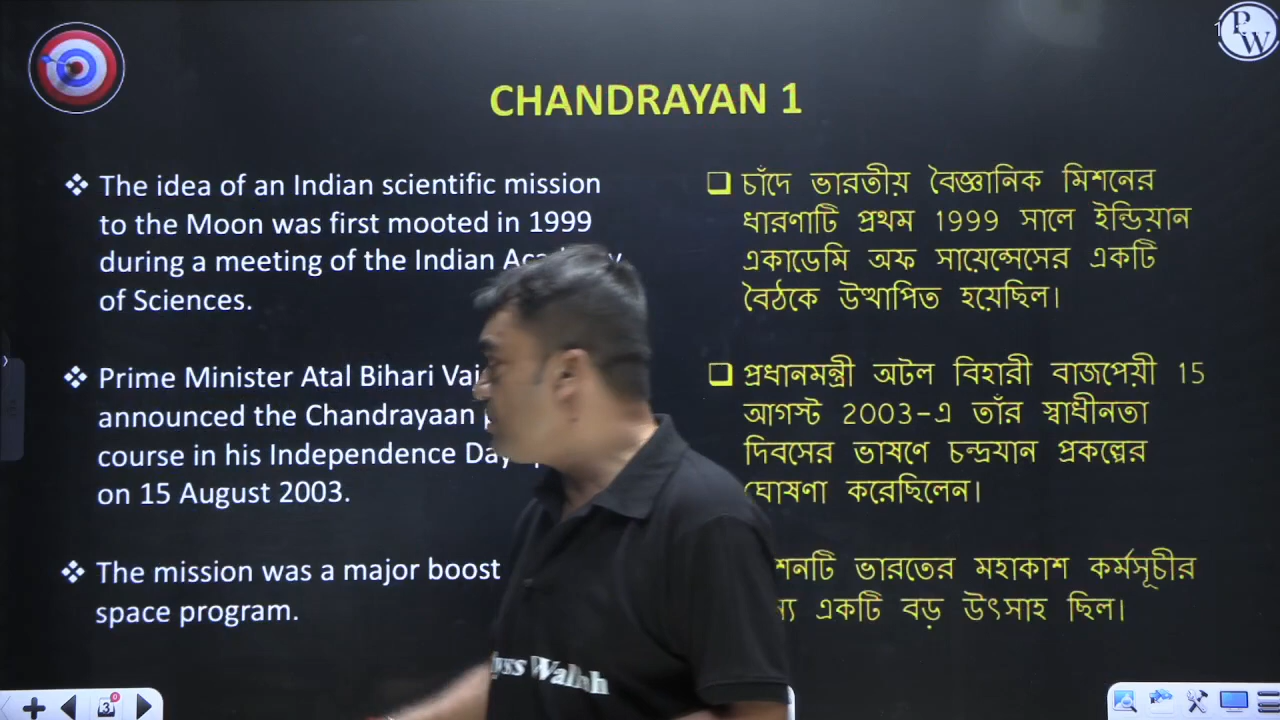 CHANDRAYAN 1
The idea of an Indian scientific mission
to the Moon was first mooted in 1999
during a meeting of the Indian
of Sciences.
Prime Minister Atal Bihari
announced the Chandrayaan
course in his Independence Day
on 15 August 2003.
The mission was a major boost
space program.
চাঁদে ভারতীয় বৈজ্ঞানিক মিশনের
ধারণাটি প্রথম 1999 সালে ইন্ডিয়ান
একাডেমি অফ সায়েন্সেসের একটি
বৈঠকে উত্থাপিত হয়েছিল।
প্রধানমন্ত্রী অটল বিহারী বাজপেয়ী 15
আগস্ট 2003-এ তাঁর স্বাধীনতা
দিবসের ভাষণে চন্দ্রযান প্রকল্পের
ঘোষণা করেছিলেন।
ভারতের মহাকাশ কর্মসূচীর
একটি বড় উৎসাহ ছিল।
PW
3
0